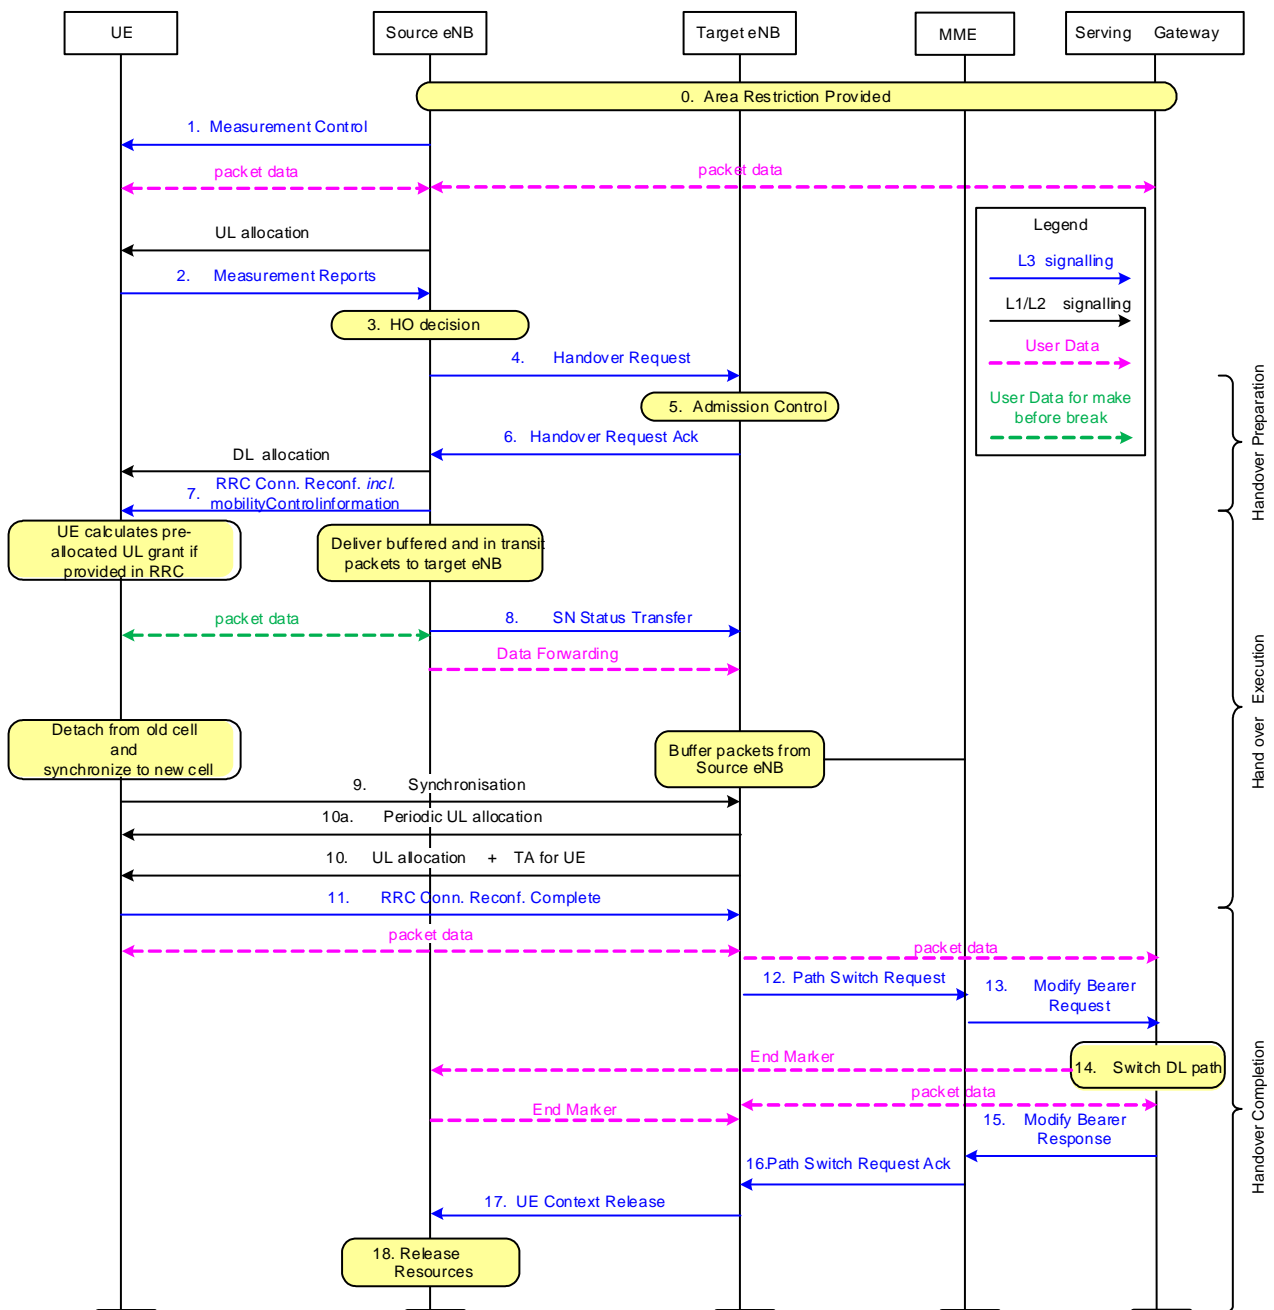 UE
Source eNB
Target eNB
MME
Serving Gateway
0. Area Restriction Provided
1. Measurement Control
packet data
packet data
UL allocation
2. Measurement Reports
3. HO decision
4. Handover Request
5. Admission Control
6. Handover Request Ack
DL allocation
7. RRC Conn. Reconf. incl.
mobilityControlinformation
Legend
L3 signalling
L1/L2 signalling
User Data
User Data for make
before break
Handover Preparation
UE calculates pre-
allocated UL grant if
provided in RRC
Deliver buffered and in transit
packets to target eNB
packet data
8. SN Status Transfer
Data Forwarding
Detach from old cell
and
synchronize to new cell
Buffer packets from
Source eNB
9. Synchronisation
10a. Periodic UL allocation
10. UL allocation + TA for UE
11. RRC Conn. Reconf. Complete
Hand over Execution
packet data
packet data
12. Path Switch Request
13. Modify Bearer
Request
End Marker
14. Switch DL path
packet data
End Marker
15. Modify Bearer
Response
16.Path Switch Request Ack
17. UE Context Release
18. Release
Resources
Handover Completion